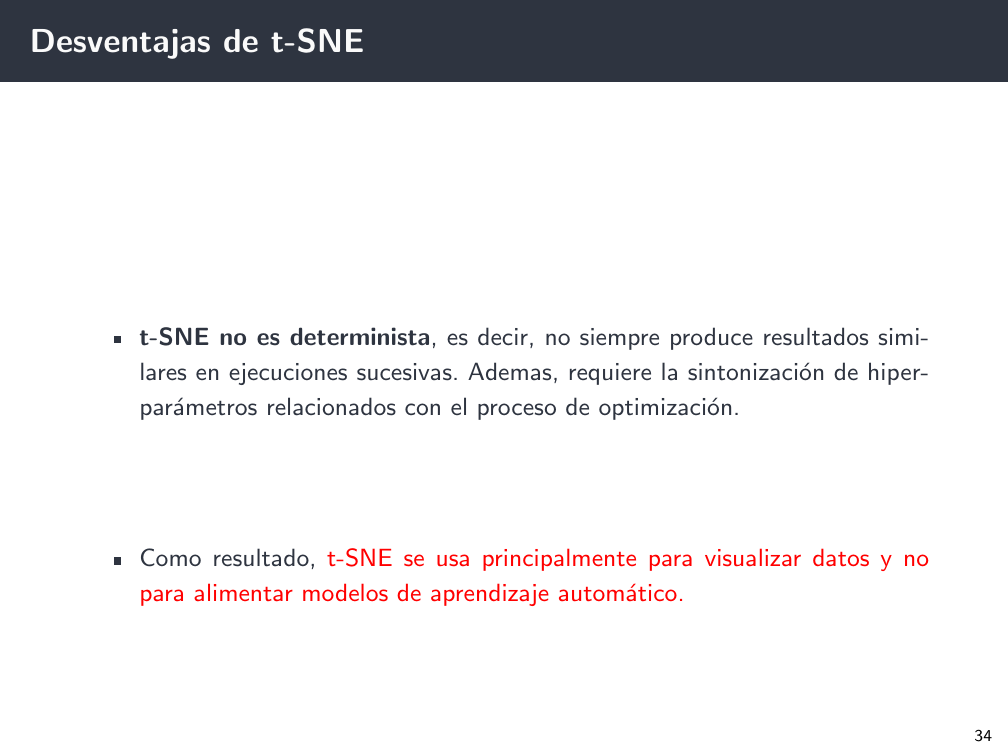 Desventajas de t-SNE
t-SNE no es determinista, es decir, no siempre produce resultados simi-
lares en ejecuciones sucesivas. Ademas, requiere la sintonización de hiper-
parámetros relacionados con el proceso de optimización.
Como resultado, t-SNE se usa principalmente para visualizar datos y no
para alimentar modelos de aprendizaje automático.
34